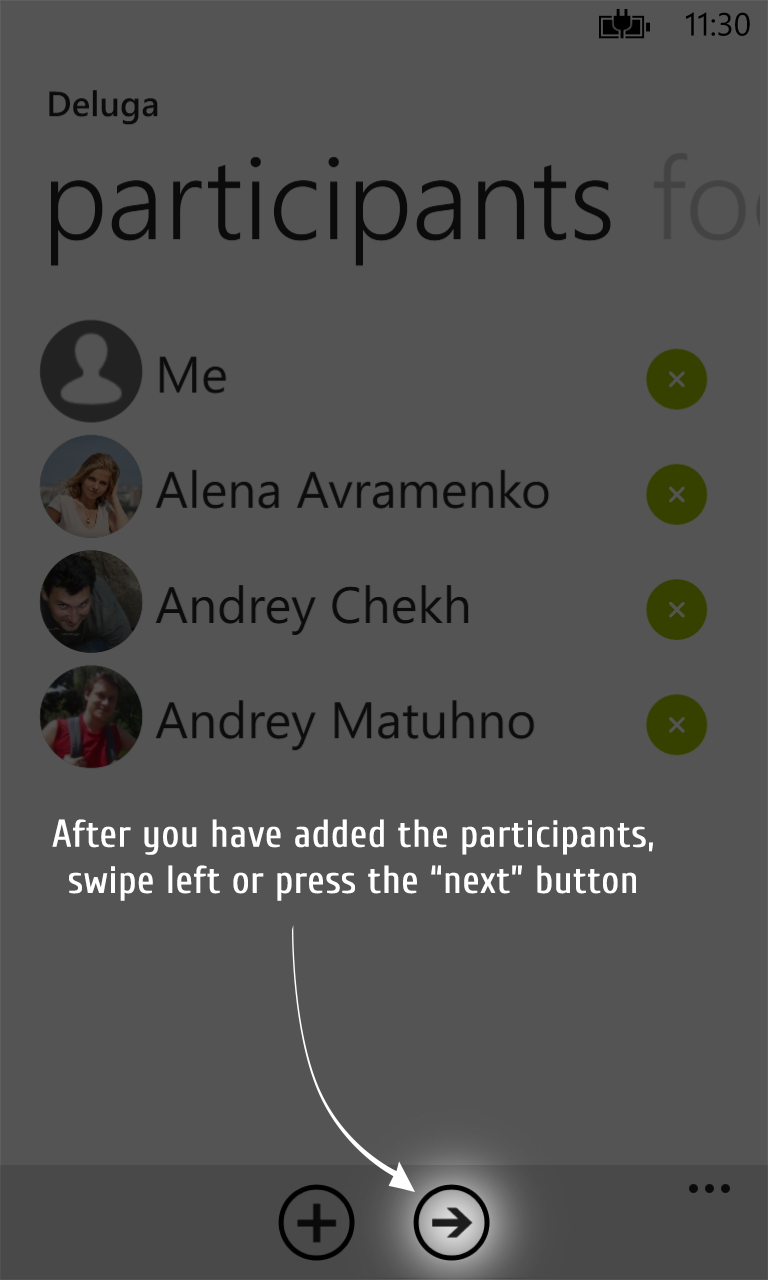 11:30
Deluga
participants
Me
Alena Avramenko
Andrey Chekh
Andrey Matuhno
After you have added the participants,
swipe left or press the “next” button